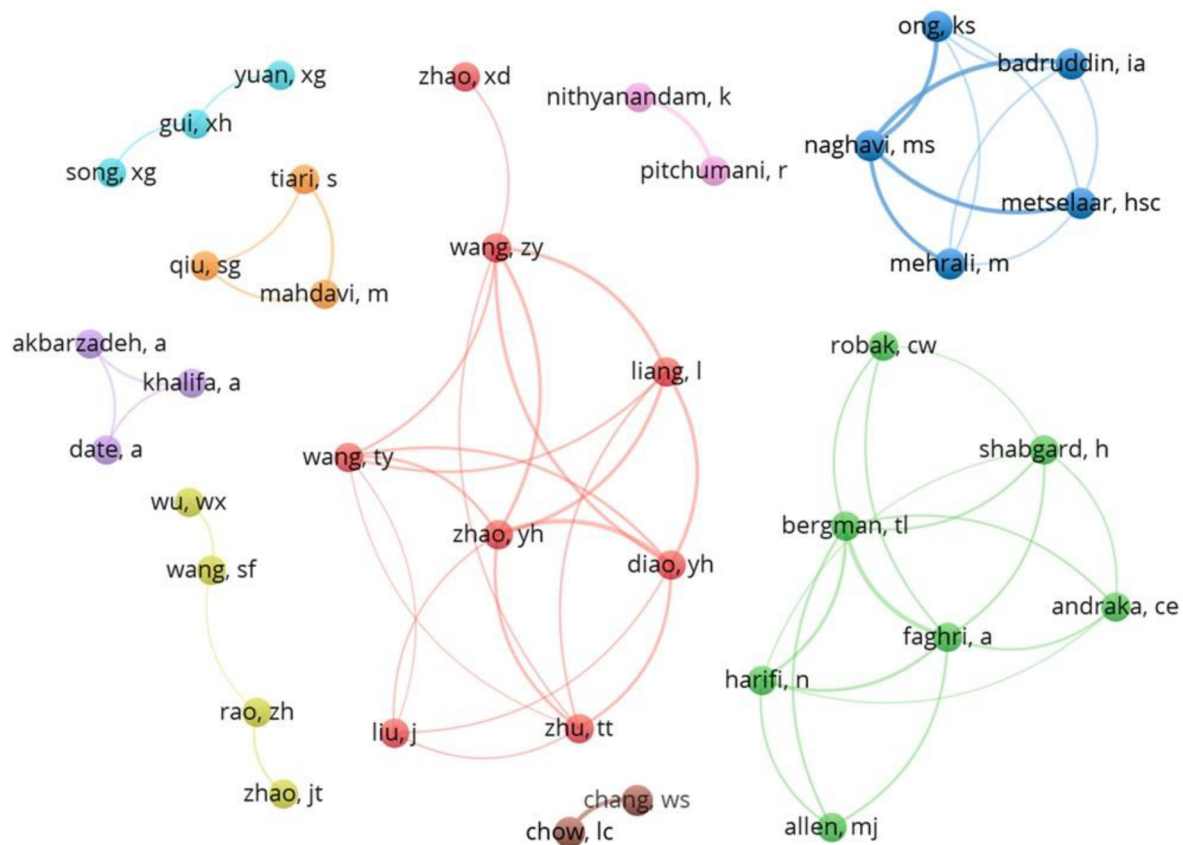 ong, ks
yuan, xg
zhao, xd
badruddin, ia
nithyanandam, k
gui, xh
naghavi, ms
song, xg
tiari, s
pitchumani, r
metselaar, hsc
wang, zy
qiu, sg
mehrali, m
mahdavi, m
akbarzadeh, a
robak, cw
khalifa, a
liang, l
date, a
shabgard, h
wang, ty
wu, wx
bergman, tl
zhao, yh
wang, sf
diao, yh
andraka, ce
faghri, a
harifi, n
rao, zh
liu, j
zhu, tt
zhao, jt
chang, ws
chow, lc
allen, mj